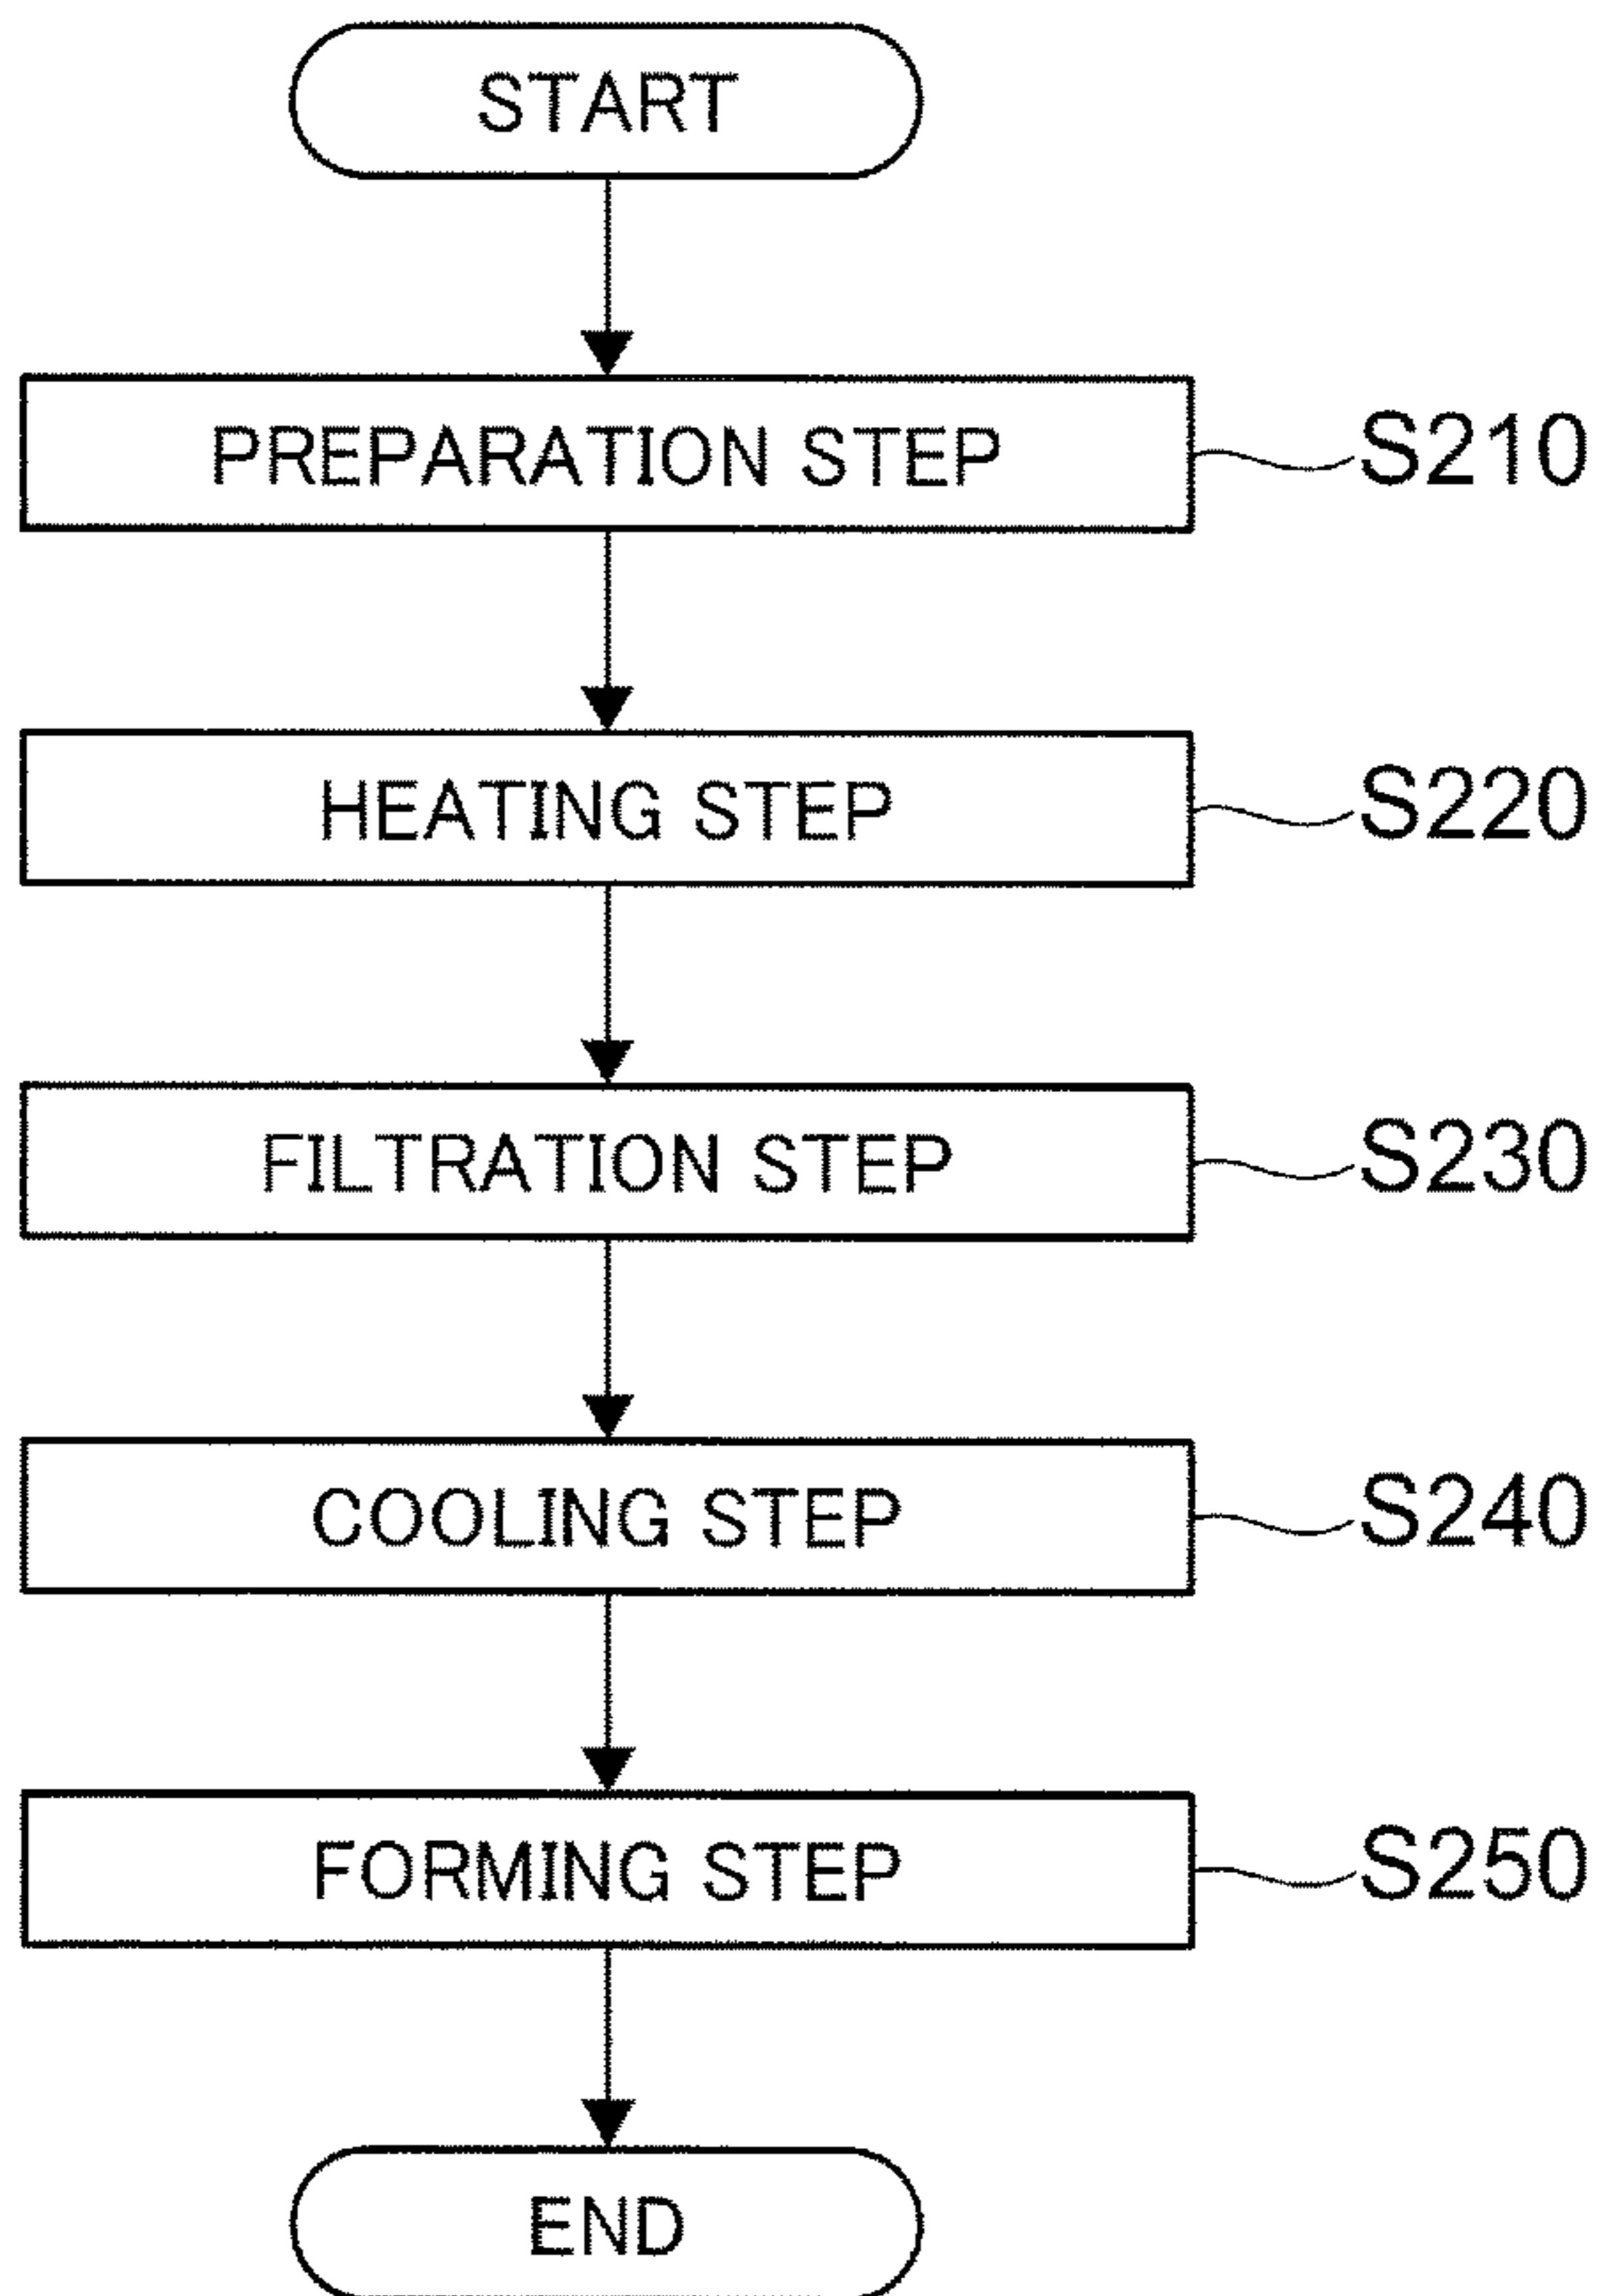 START
PREPARATION STEP S210
HEATING STEP S220
FILTRATION STEP S230
COOLING STEP S240
FORMING STEP S250
END